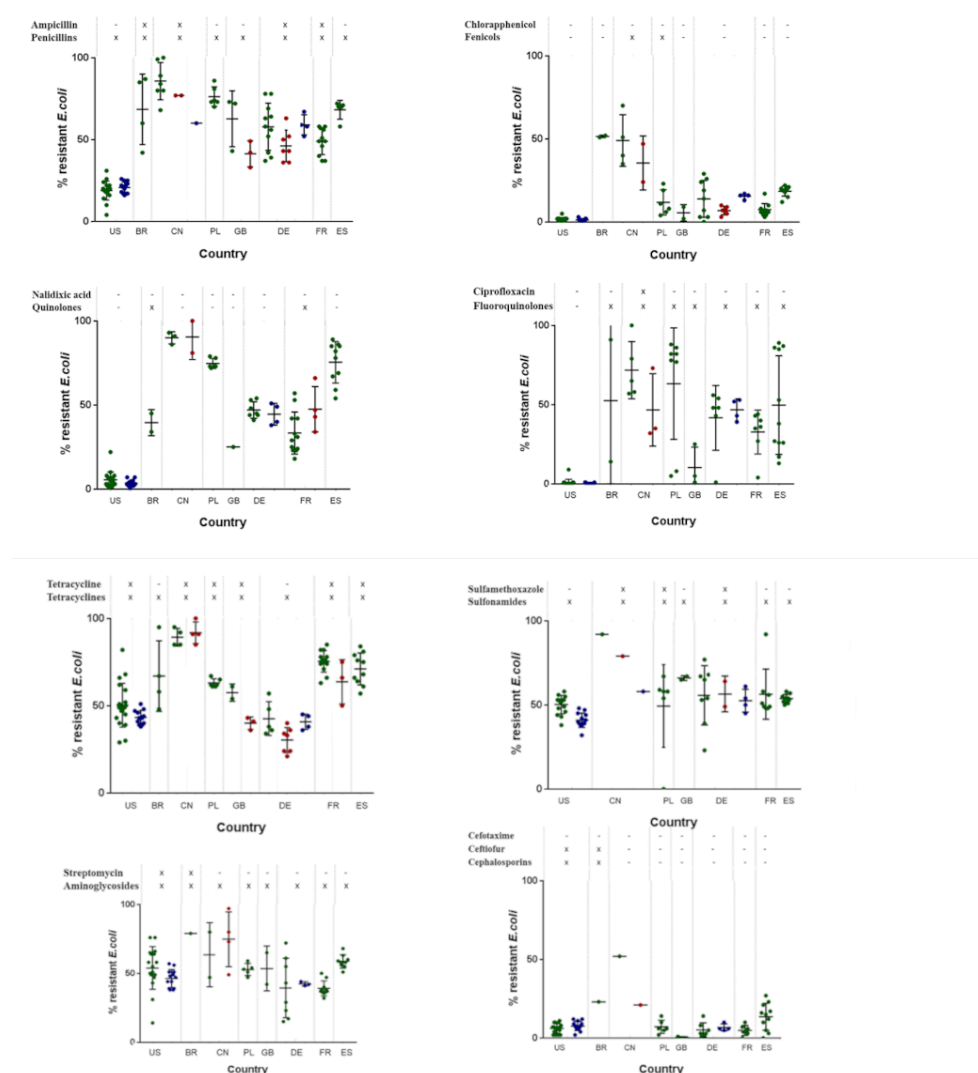 Ampicillin - x x - - x x -
Penicillins x x x x x x x x
% resistant E.coli
100
50
0
US BR CN PL GB DE FR ES
Country
Chlorapphenicol - - - - - - - -
Fenicols - - x x - - - -
% resistant E.coli
100
50
0
US BR CN PL GB DE FR ES
Country
Nalidixic acid - - - - - - - -
Quinolones - x - - - - x -
% resistant E.coli
100
50
0
US BR CN PL GB DE FR ES
Country
Ciprofloxacin - - x - - - - -
Fluoroquinolones - x x x x x x x
% resistant E.coli
100
50
0
US BR CN PL GB DE FR ES
Country
Tetracycline x - x x x - x x
Tetracyclines x x x x x x x x
% resistant E.coli
100
50
0
US BR CN PL GB DE FR ES
Country
Sulfamethoxazole - x x - x - -
Sulfonamides x x x x x x x
% resistant E.coli
100
50
0
US CN PL GB DE FR ES
Country
Streptomycin x x - - - - - -
Aminoglycosides x x x x x x x x
% resistant E.coli
100
50
0
US BR CN PL GB DE FR ES
Country
Cefotaxime - - - - - - - -
Ceftiofur x x - - - - - -
Cephalosporins x x - - - - - -
% resistant E.coli
100
50
0
US BR CN PL GB DE FR ES
Country